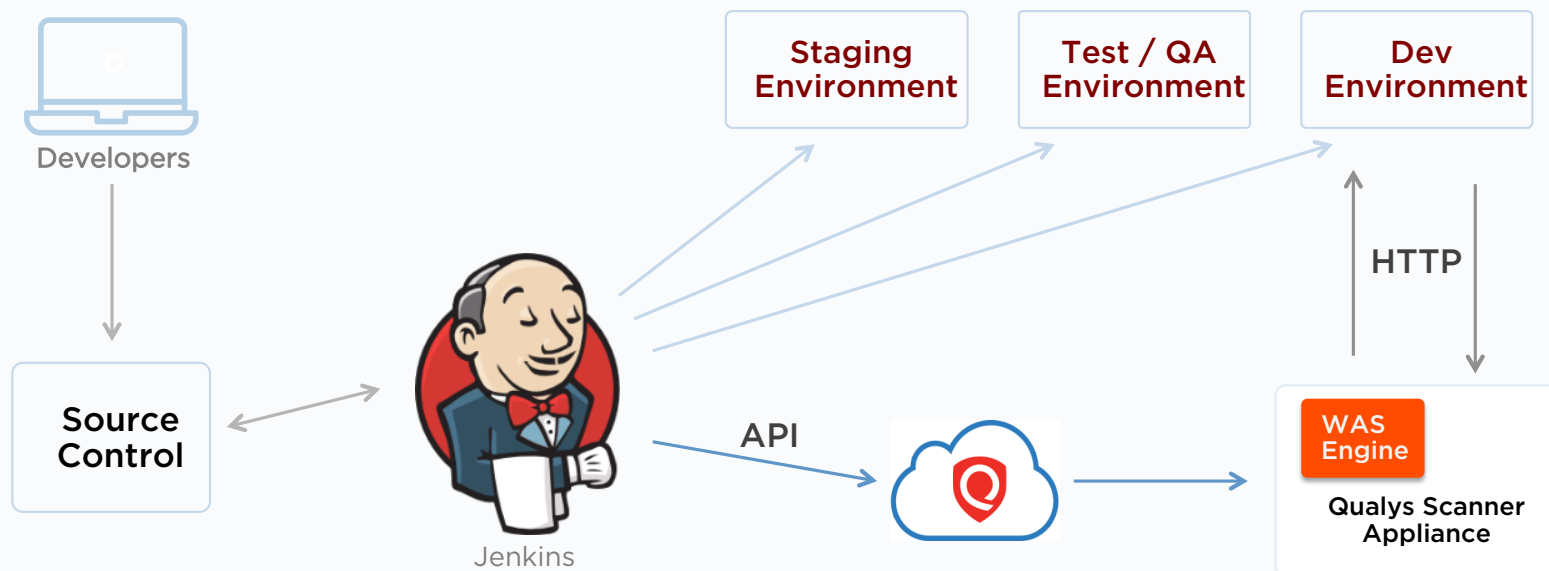 Developers
Staging
Environment
Test / QA
Environment
Dev
Environment
HTTP
Source
Control
Jenkins
API
WAS
Engine
Qualys Scanner
Appliance